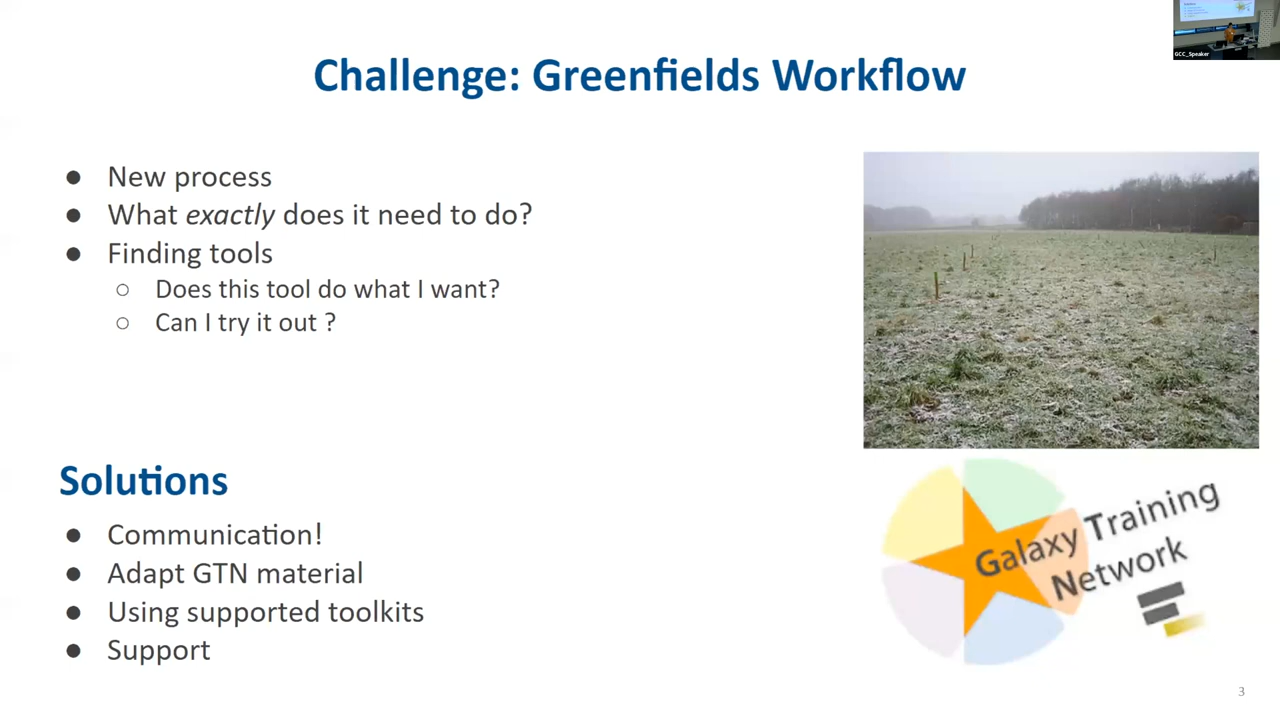 GCC_Speaker
Challenge: Greenfields Workflow
● New process
● What exactly does it need to do?
● Finding tools
○ Does this tool do what I want?
○ Can I try it out ?
Solutions
● Communication!
● Adapt GTN material
● Using supported toolkits
● Support
Galaxy Training
Network
3